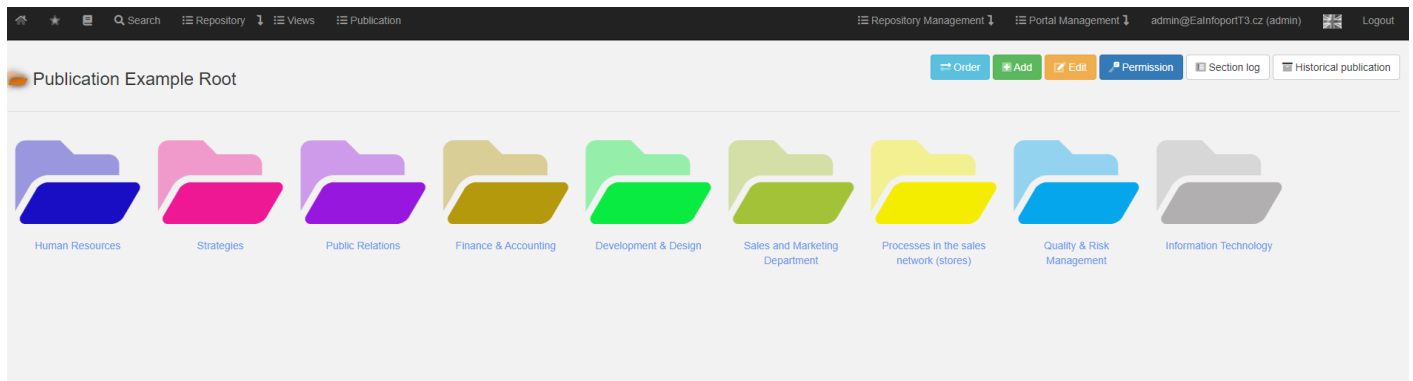 Search Repository Views Publication Repository Management Portal Management admin@EaInfoportT3.cz (admin) Logout
Publication Example Root
Order Add Edit Permission Section log Historical publication
Human Resources
Strategies
Public Relations
Finance & Accounting
Development & Design
Sales and Marketing
Department
Processes in the sales
network (stores)
Quality & Risk
Management
Information Technology